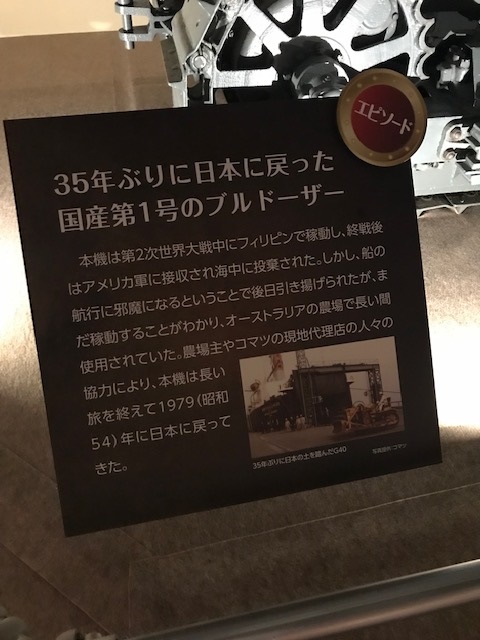 エピソード
35年ぶりに日本に戻った
国産第1号のブルドーザー
本機は第2次世界大戦中にフィリピンで稼動し、終戦後
はアメリカ軍に接収され海中に投棄された。しかし、船の
航行に邪魔になるということで後日引き揚げられたが、ま
だ稼動することがわかり、オーストラリアの農場で長い間
使用されていた。農場主やコマツの現地代理店の人々の
協力により、本機は長い
旅を終えて1979(昭和
54)年に日本に戻って
きた。
35年ぶりに日本の土を踏んだG40
写真提供:コマツ